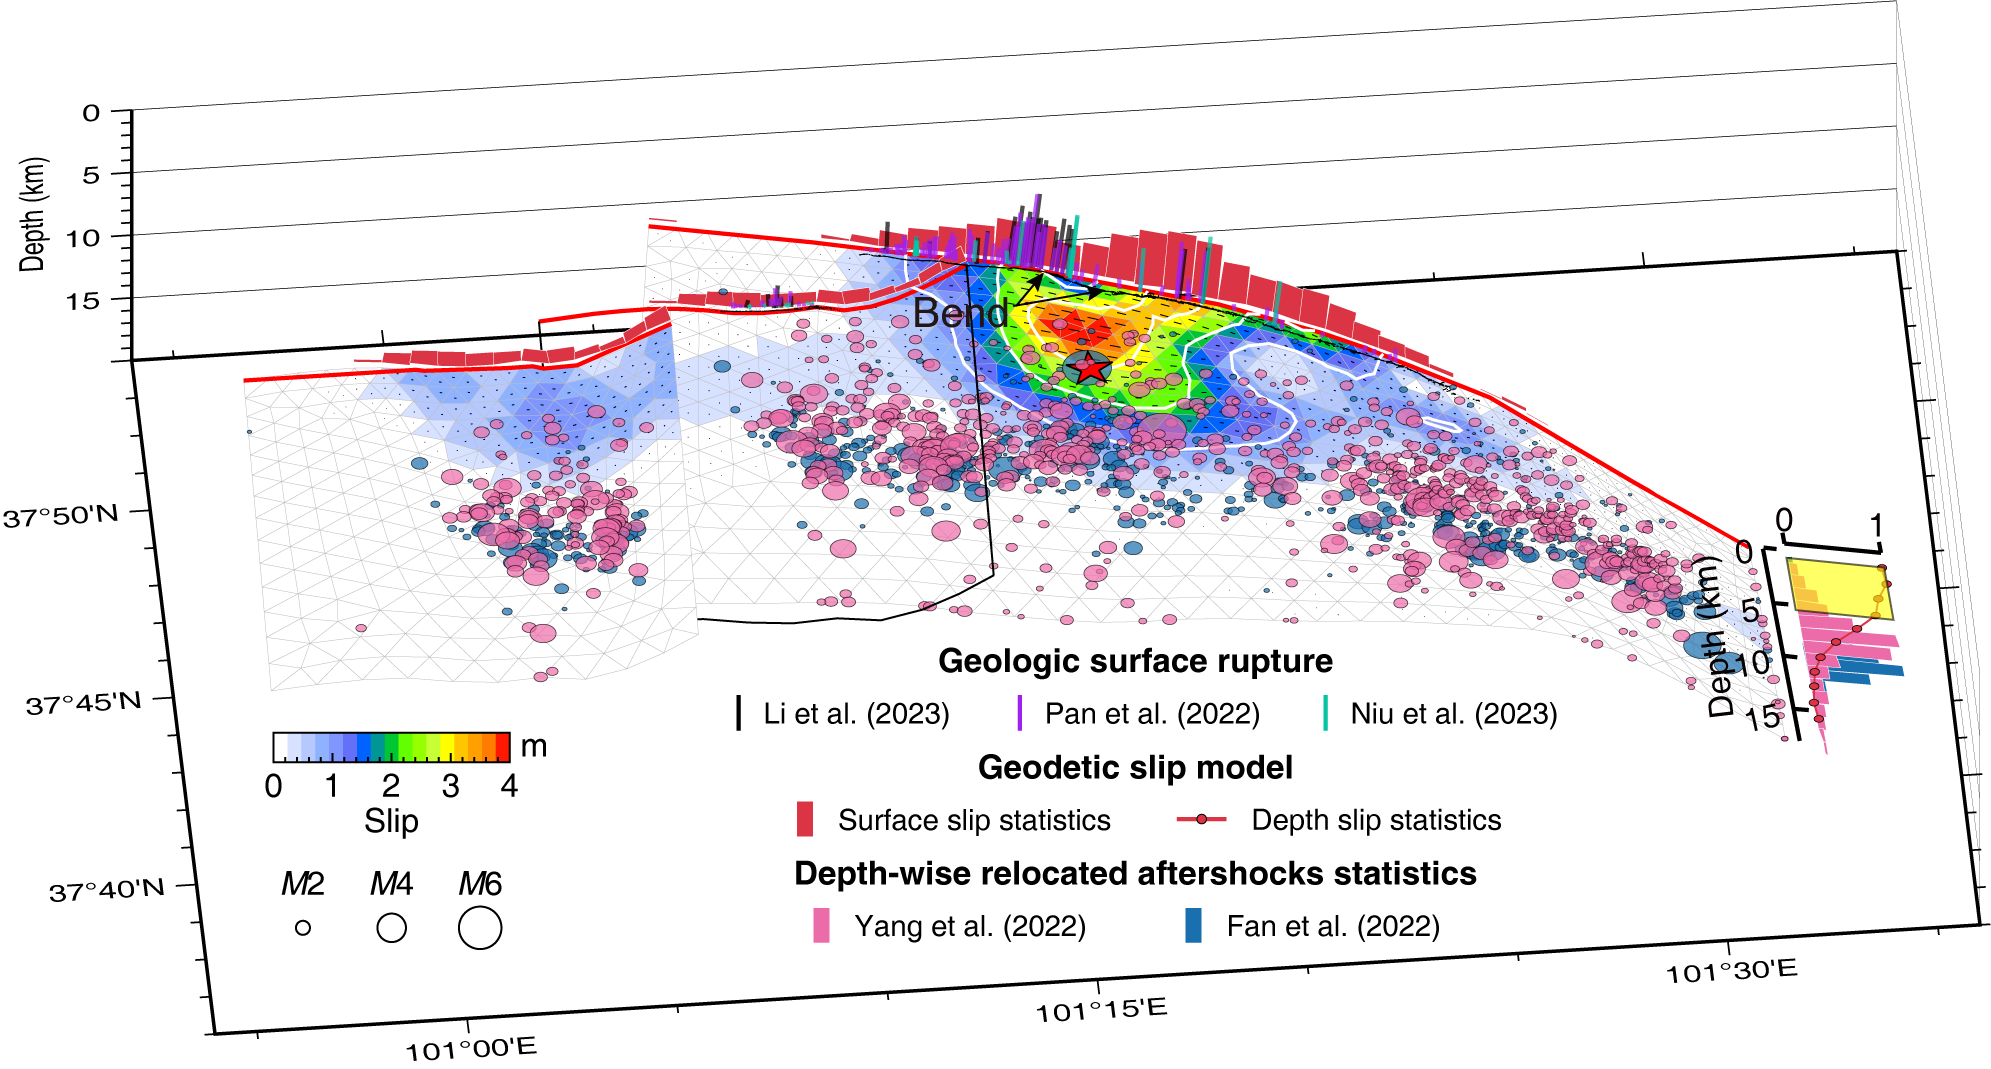 0
5
10
15
Depth (km)
Bend
37°50'N
37°45'N
37°40'N
0 1
0
5
10
15
Depth (km)
Geologic surface rupture
Li et al. (2023) Pan et al. (2022) Niu et al. (2023)
Geodetic slip model
Surface slip statistics Depth slip statistics
Depth-wise relocated aftershocks statistics
Yang et al. (2022) Fan et al. (2022)
m
0 1 2 3 4
Slip
M2 M4 M6
101°00'E
101°15'E
101°30'E